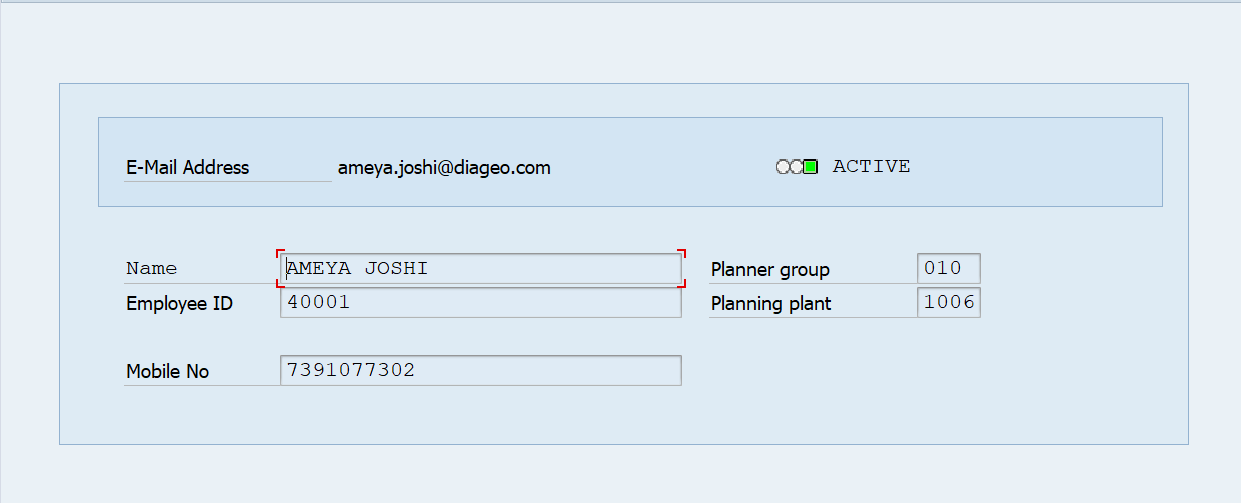 E-Mail Address ameya.joshi@diageo.com ACTIVE
Name AMEYA JOSHI Planner group 010
Employee ID 40001 Planning plant 1006
Mobile No 7391077302